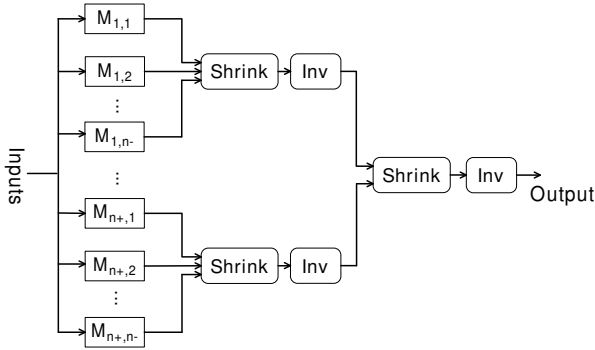 Inputs
M1,1
M1,2
⋮
M1,n-
⋮
Mn+,1
Mn+,2
⋮
Mn+,n-
Shrink
Inv
Shrink
Inv
Shrink
Inv
Output